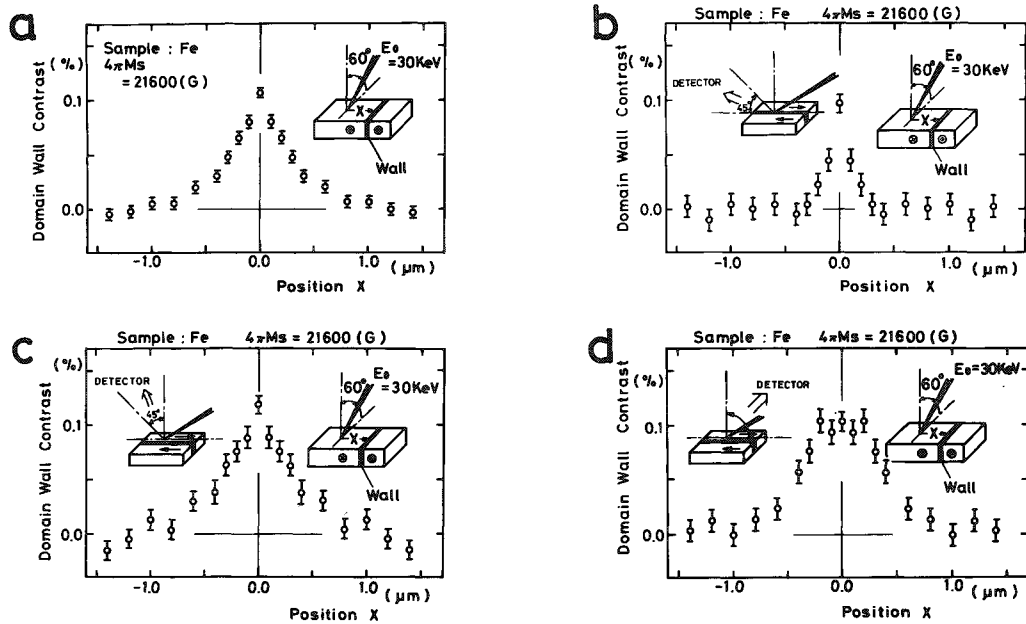 a
Sample : Fe
4πMs
= 21600 (G)
60°
E₀
= 30KeV
X
Wall
Domain Wall Contrast
(%)
0.1
0.0
-1.0
0.0
1.0
(μm)
Position X
b
Sample : Fe 4πMs = 21600 (G)
DETECTOR
45°
60°
E₀
= 30KeV
X
Wall
Domain Wall Contrast
(%)
0.1
0.0
-1.0
0.0
1.0
(μm)
Position X
c
Sample : Fe 4πMs = 21600 (G)
DETECTOR
45°
60°
E₀
= 30KeV
X
Wall
Domain Wall Contrast
(%)
0.1
0.0
-1.0
0.0
1.0
(μm)
Position X
d
Sample : Fe 4πMs = 21600 (G)
DETECTOR
60°
E₀=30KeV
X
Wall
Domain Wall Contrast
(%)
0.1
0.0
-1.0
0.0
1.0
(μm)
Position X